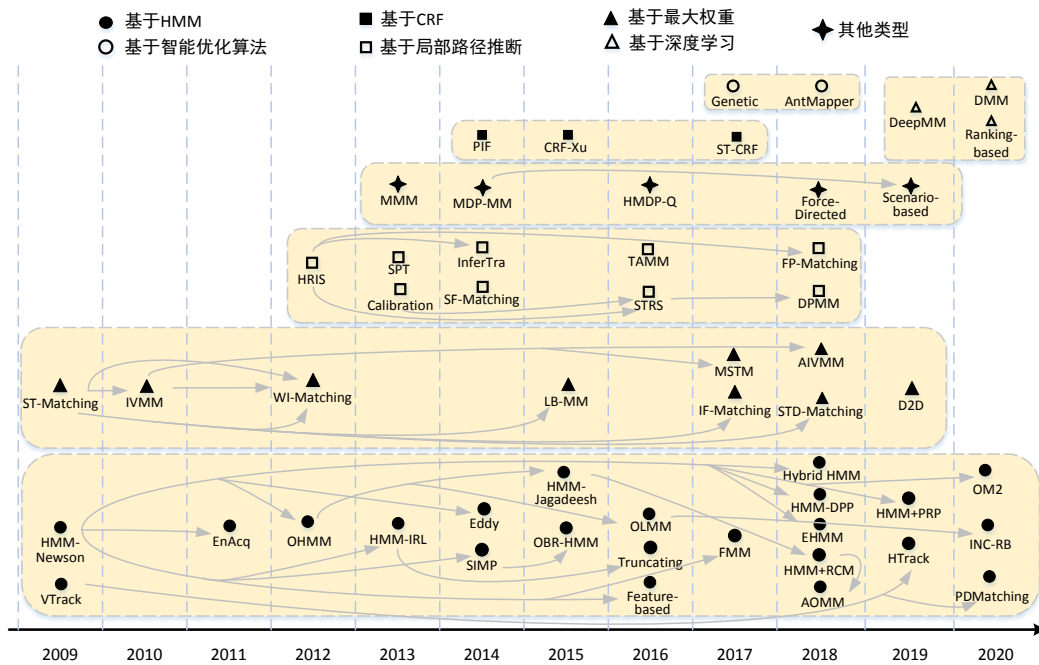 基于HMM
基于CRF
基于最大权重
其他类型
基于智能优化算法
基于局部路径推断
基于深度学习
Genetic
AntMapper
DeepMM
DMM
Ranking-
based
PIF
CRF-Xu
ST-CRF
MMM
MDP-MM
HMDP-Q
Force-
Directed
Scenario-
based
HRIS
SPT
InferTra
TAMM
FP-Matching
Calibration
SF-Matching
STRS
DPMM
ST-Matching
IVMM
WI-Matching
LB-MM
MSTM
AIVMM
IF-Matching
STD-Matching
D2D
HMM-
Newson
VTrack
EnAcq
OHMM
HMM-IRL
Eddy
SIMP
HMM-
Jagadeesh
OBR-HMM
OLMM
Truncating
Feature-
based
FMM
Hybrid HMM
HMM-DPP
EHMM
HMM+RCM
AOMM
HMM+PRP
HTrack
OM2
INC-RB
PDMatching
2009
2010
2011
2012
2013
2014
2015
2016
2017
2018
2019
2020